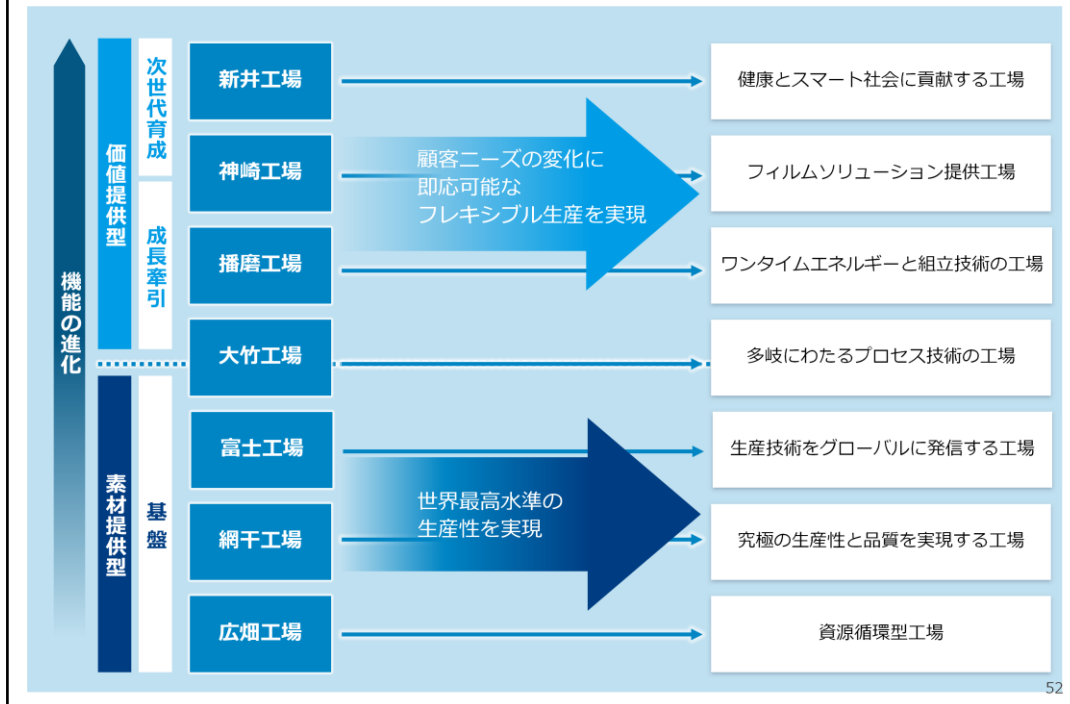 機能の進化
価値提供型
次世代育成
成長牽引
素材提供型
基盤
新井工場
健康とスマート社会に貢献する工場
神崎工場
フィルムソリューション提供工場
播磨工場
ワンタイムエネルギーと組立技術の工場
顧客ニーズの変化に
即応可能な
フレキシブル生産を実現
大竹工場
多岐にわたるプロセス技術の工場
富士工場
生産技術をグローバルに発信する工場
網干工場
究極の生産性と品質を実現する工場
世界最高水準の
生産性を実現
広畑工場
資源循環型工場
52